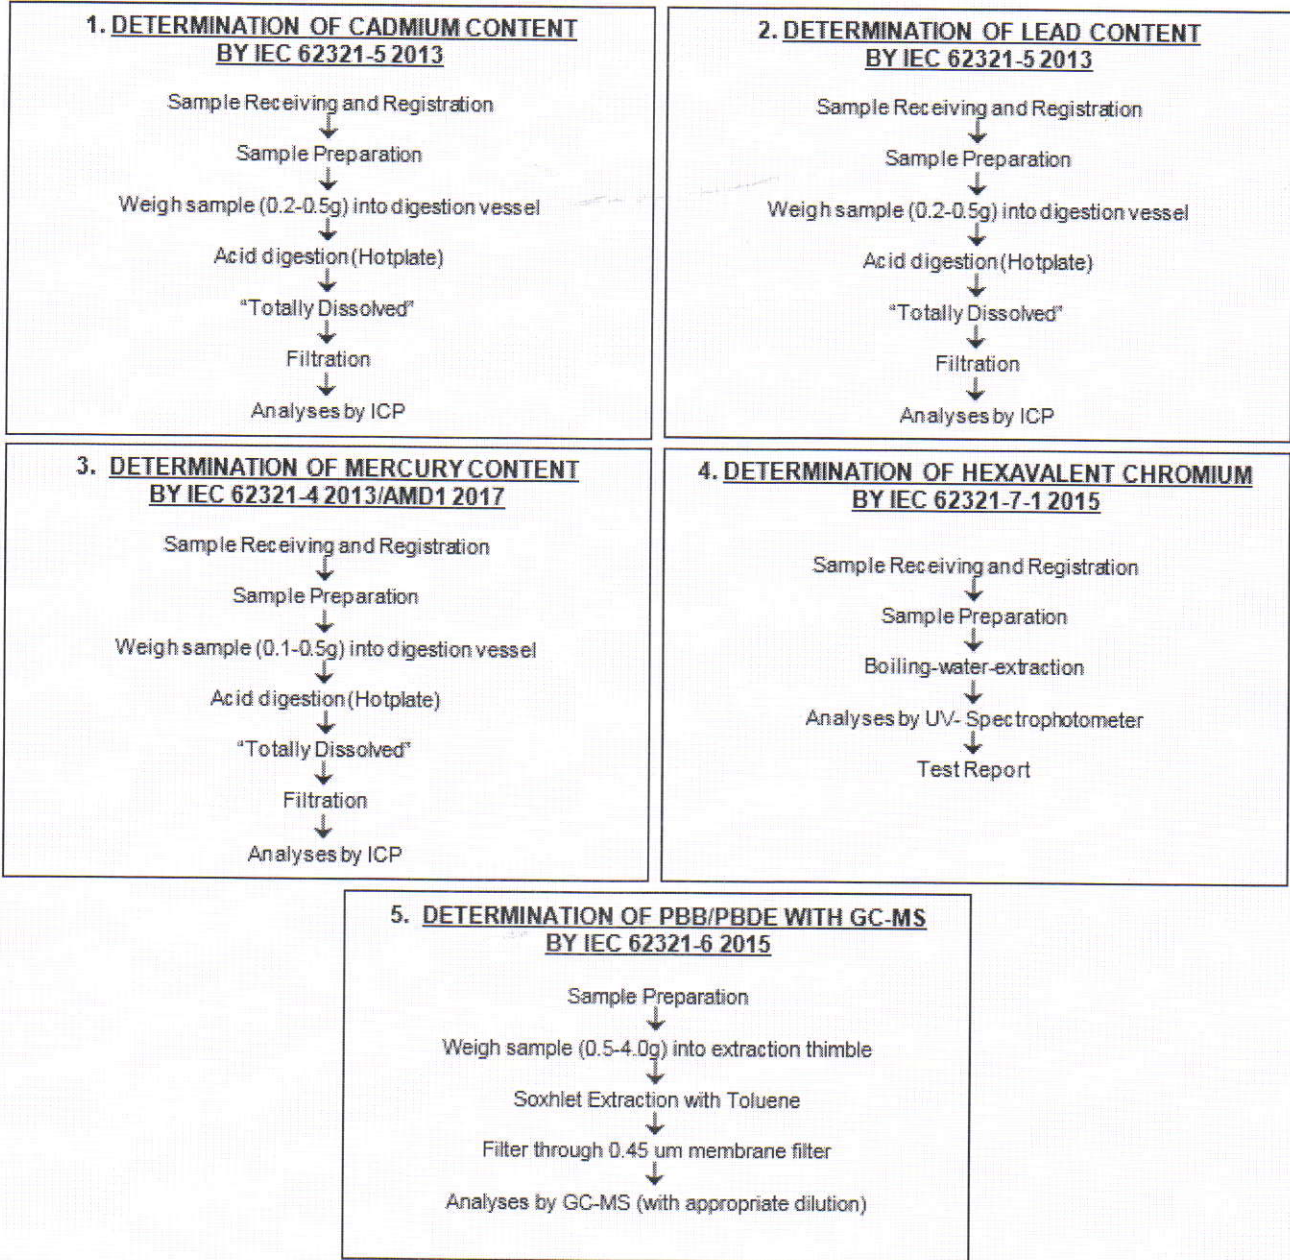 1. DETERMINATION OF CADMIUM CONTENT
BY IEC 62321-5 2013
Sample Receiving and Registration
Sample Preparation
Weigh sample (0.2-0.5g) into digestion vessel
Acid digestion (Hotplate)
"Totally Dissolved"
Filtration
Analyses by ICP
2. DETERMINATION OF LEAD CONTENT
BY IEC 62321-5 2013
Sample Receiving and Registration
Sample Preparation
Weigh sample (0.2-0.5g) into digestion vessel
Acid digestion (Hotplate)
"Totally Dissolved"
Filtration
Analyses by ICP
3. DETERMINATION OF MERCURY CONTENT
BY IEC 62321-4 2013/AMD1 2017
Sample Receiving and Registration
Sample Preparation
Weigh sample (0.1-0.5g) into digestion vessel
Acid digestion (Hotplate)
"Totally Dissolved"
Filtration
Analyses by ICP
4. DETERMINATION OF HEXAVALENT CHROMIUM
BY IEC 62321-7-1 2015
Sample Receiving and Registration
Sample Preparation
Boiling-water-extraction
Analyses by UV- Spectrophotometer
Test Report
5. DETERMINATION OF PBB/PBDE WITH GC-MS
BY IEC 62321-6 2015
Sample Preparation
Weigh sample (0.5-4.0g) into extraction thimble
Soxhlet Extraction with Toluene
Filter through 0.45 um membrane filter
Analyses by GC-MS (with appropriate dilution)